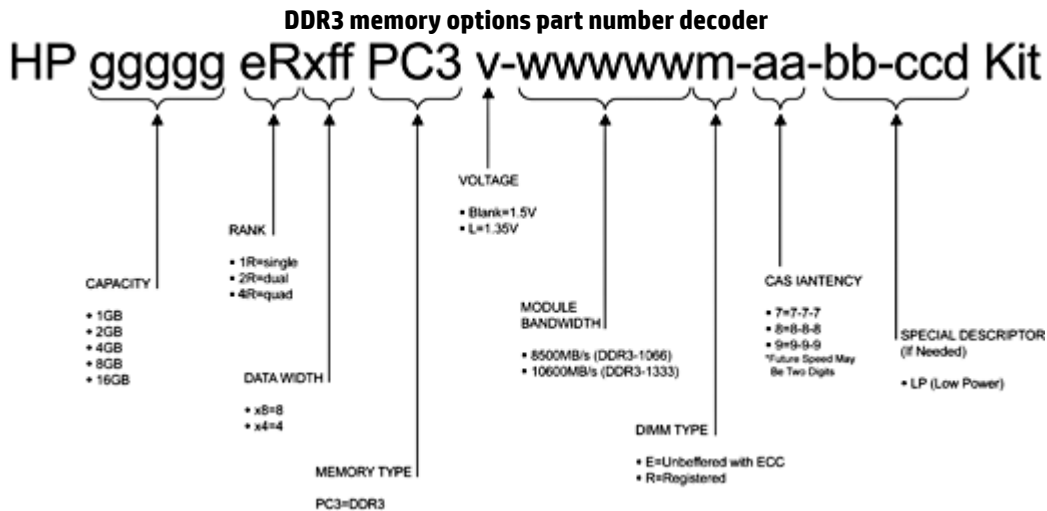 DDR3 memory options part number decoder
HP ggggg eRxff PC3 v-wwwwwm-aa-bb-ccd Kit
VOLTAGE
• Blank=1.5V
• L=1.35V
RANK
• 1R=single
• 2R=dual
• 4R=quad
CAPACITY
• 1GB
• 2GB
• 4GB
• 8GB
• 16GB
CAS lANTENCY
• 7=7-7-7
• 8=8-8-8
• 9=9-9-9
*Future Speed May
Be Two Digits
MODULE
BANDWIDTH
• 8500MB/s (DDR3-1066)
• 10600MB/s (DDR3-1333)
SPECIAL DESCRIPTOR
(If Needed)
• LP (Low Power)
DATA WIDTH
• x8=8
• x4=4
DIMM TYPE
• E=Unbeffered with ECC
• R=Registered
MEMORY TYPE
PC3=DDR3